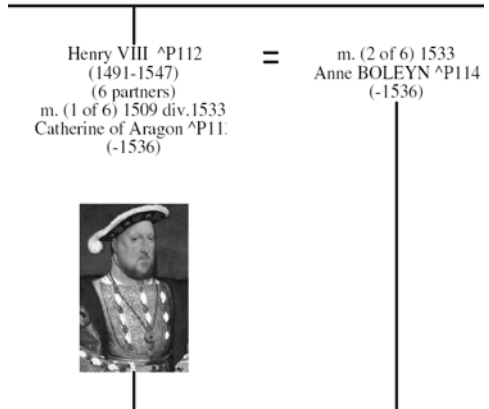 Henry VIII ^P112
(1491-1547)
(6 partners)
m. (1 of 6) 1509 div.1533
Catherine of Aragon ^P11
(-1536)
=
m. (2 of 6) 1533
Anne BOLEYN ^P114
(-1536)